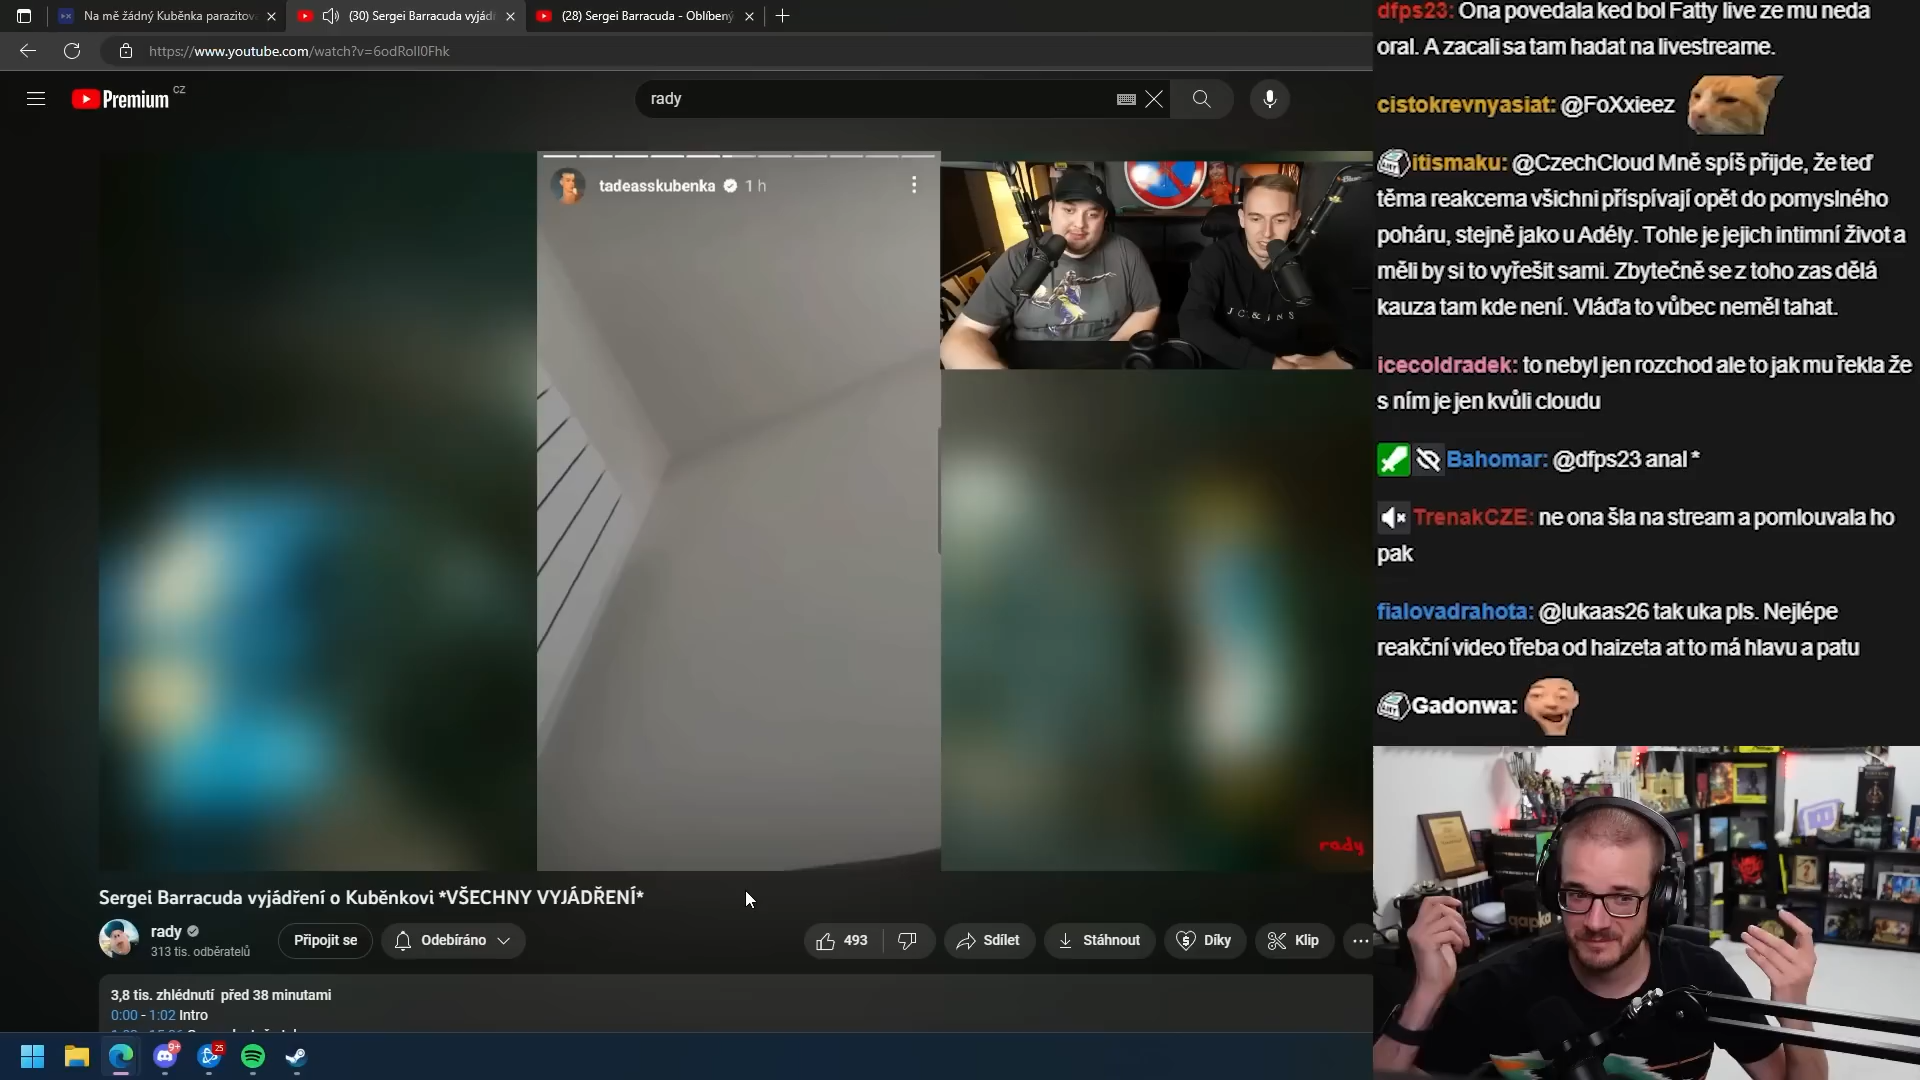 Na mě žádný Kuběnka parazitova
(30) Sergei Barracuda vyjádř
(28) Sergei Barracuda - Oblíbený
https://www.youtube.com/watch?v=6odRoll0Fhk
Premium CZ
rady
tadeasskubenka 1 h
rady
Sergei Barracuda vyjádření o Kuběnkovi *VŠECHNY VYJÁDŘENÍ*
rady
313 tis. odběratelů
Připojit se
Odebíráno
493
Sdílet
Stáhnout
Díky
Klip
3,8 tis. zhlédnutí před 38 minutami
0:00 - 1:02 Intro
9+
25
dfps23: Ona povedala ked bol Fatty live ze mu neda
oral. A zacali sa tam hadat na livestreame.
cistokrevnyasiat: @FoXxieez
itismaku: @CzechCloud Mně spíš přijde, že teď
těma reakcema všichni přispívají opět do pomyslného
poháru, stejně jako u Adély. Tohle je jejich intimní život a
měli by si to vyřešit sami. Zbytečně se z toho zas dělá
kauza tam kde není. Vláďa to vůbec neměl tahat.
icecoldradek: to nebyl jen rozchod ale to jak mu řekla že
s ním je jen kvůli cloudu
Bahomar: @dfps23 anal *
TrenakCZE: ne ona šla na stream a pomlouvala ho
pak
fialovadrahota: @lukaas26 tak uka pls. Nejlépe
reakční video třeba od haizeta at to má hlavu a patu
Gadonwa: